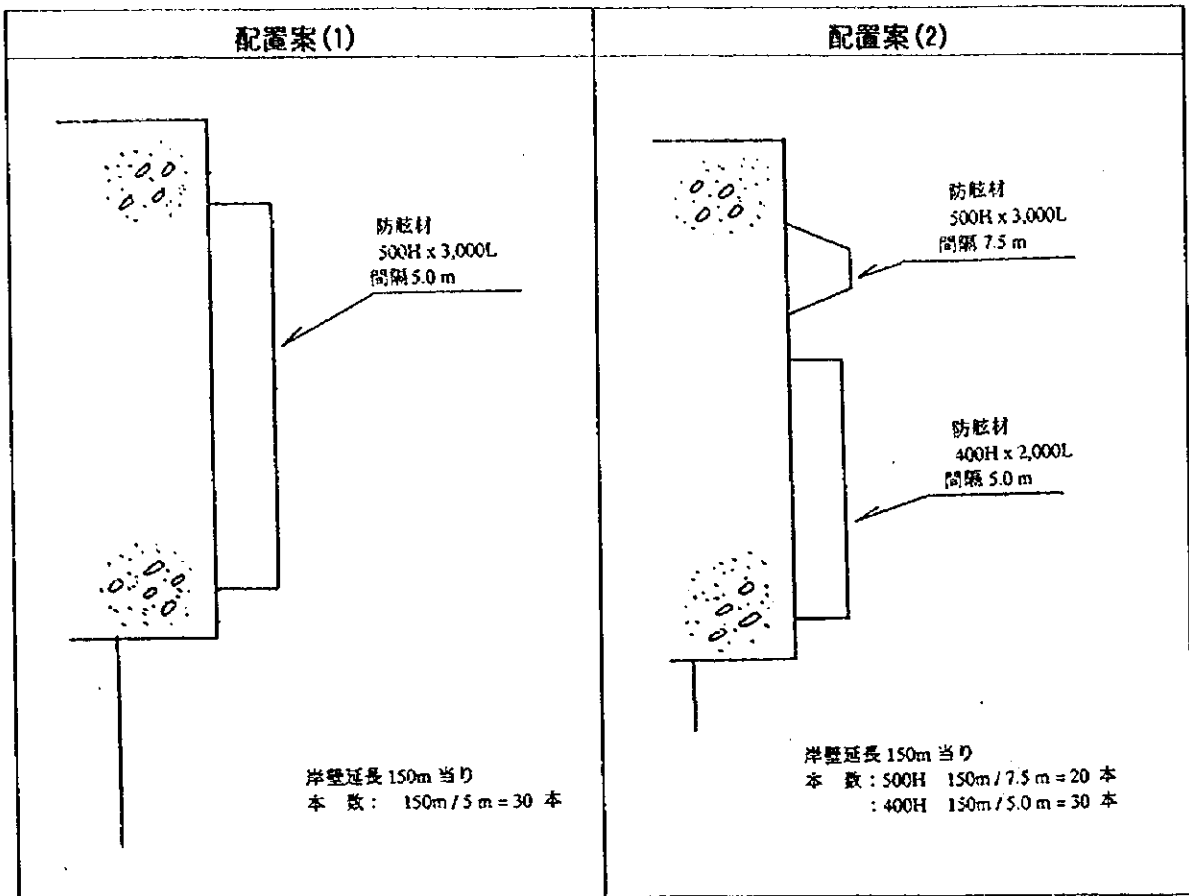 配置案(1)
防舷材
500H x 3,000L
間隔 5.0 m
岸壁延長 150m 当り
本 数: 150m / 5 m = 30 本
配置案(2)
防舷材
500H x 3,000L
間隔 7.5 m
防舷材
400H x 2,000L
間隔 5.0 m
岸壁延長 150m 当り
本 数 : 500H 150m / 7.5 m = 20 本
: 400H 150m / 5.0 m = 30 本